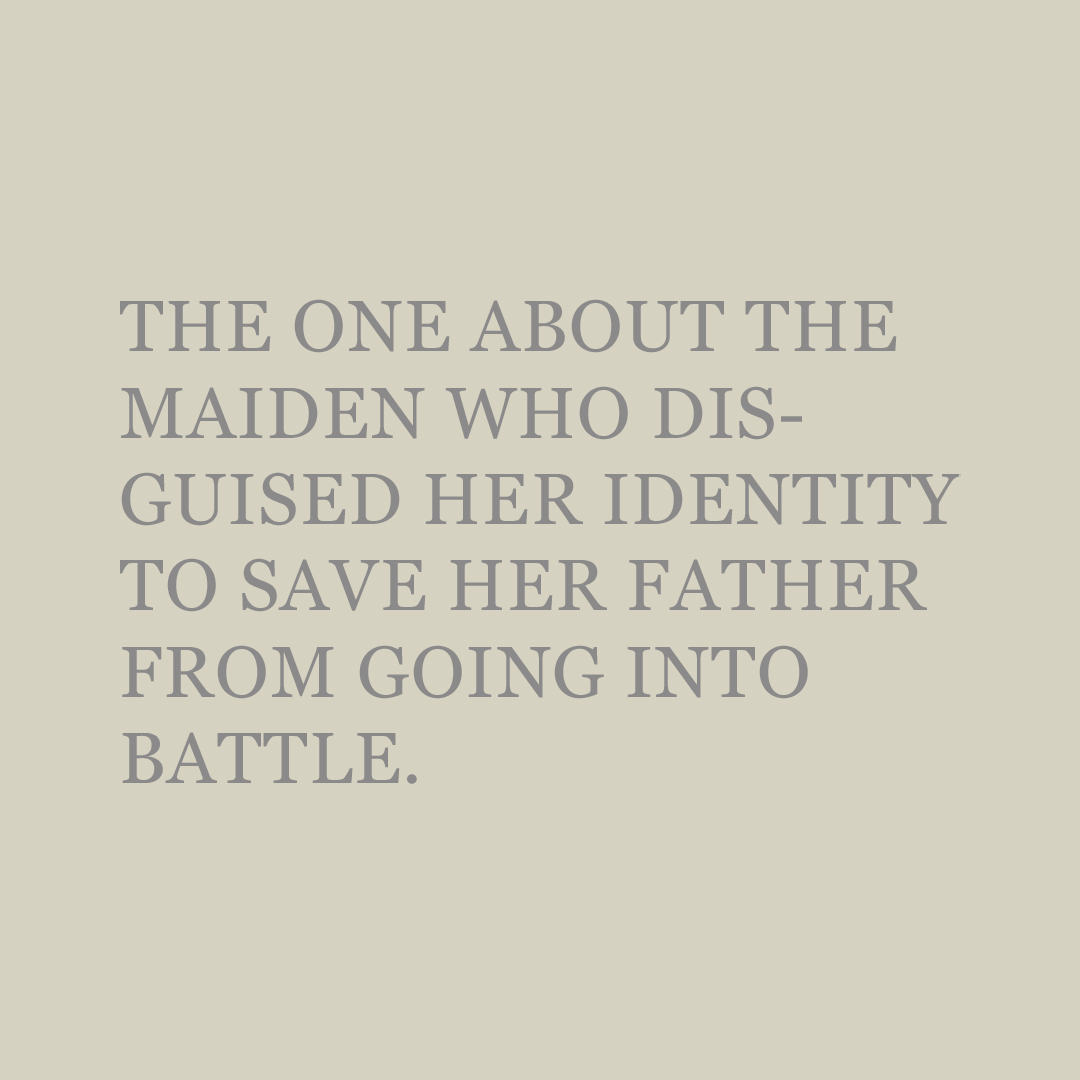 THE ONE ABOUT THE
MAIDEN WHO DIS-
GUISED HER IDENTITY
TO SAVE HER FATHER
FROM GOING INTO
BATTLE.